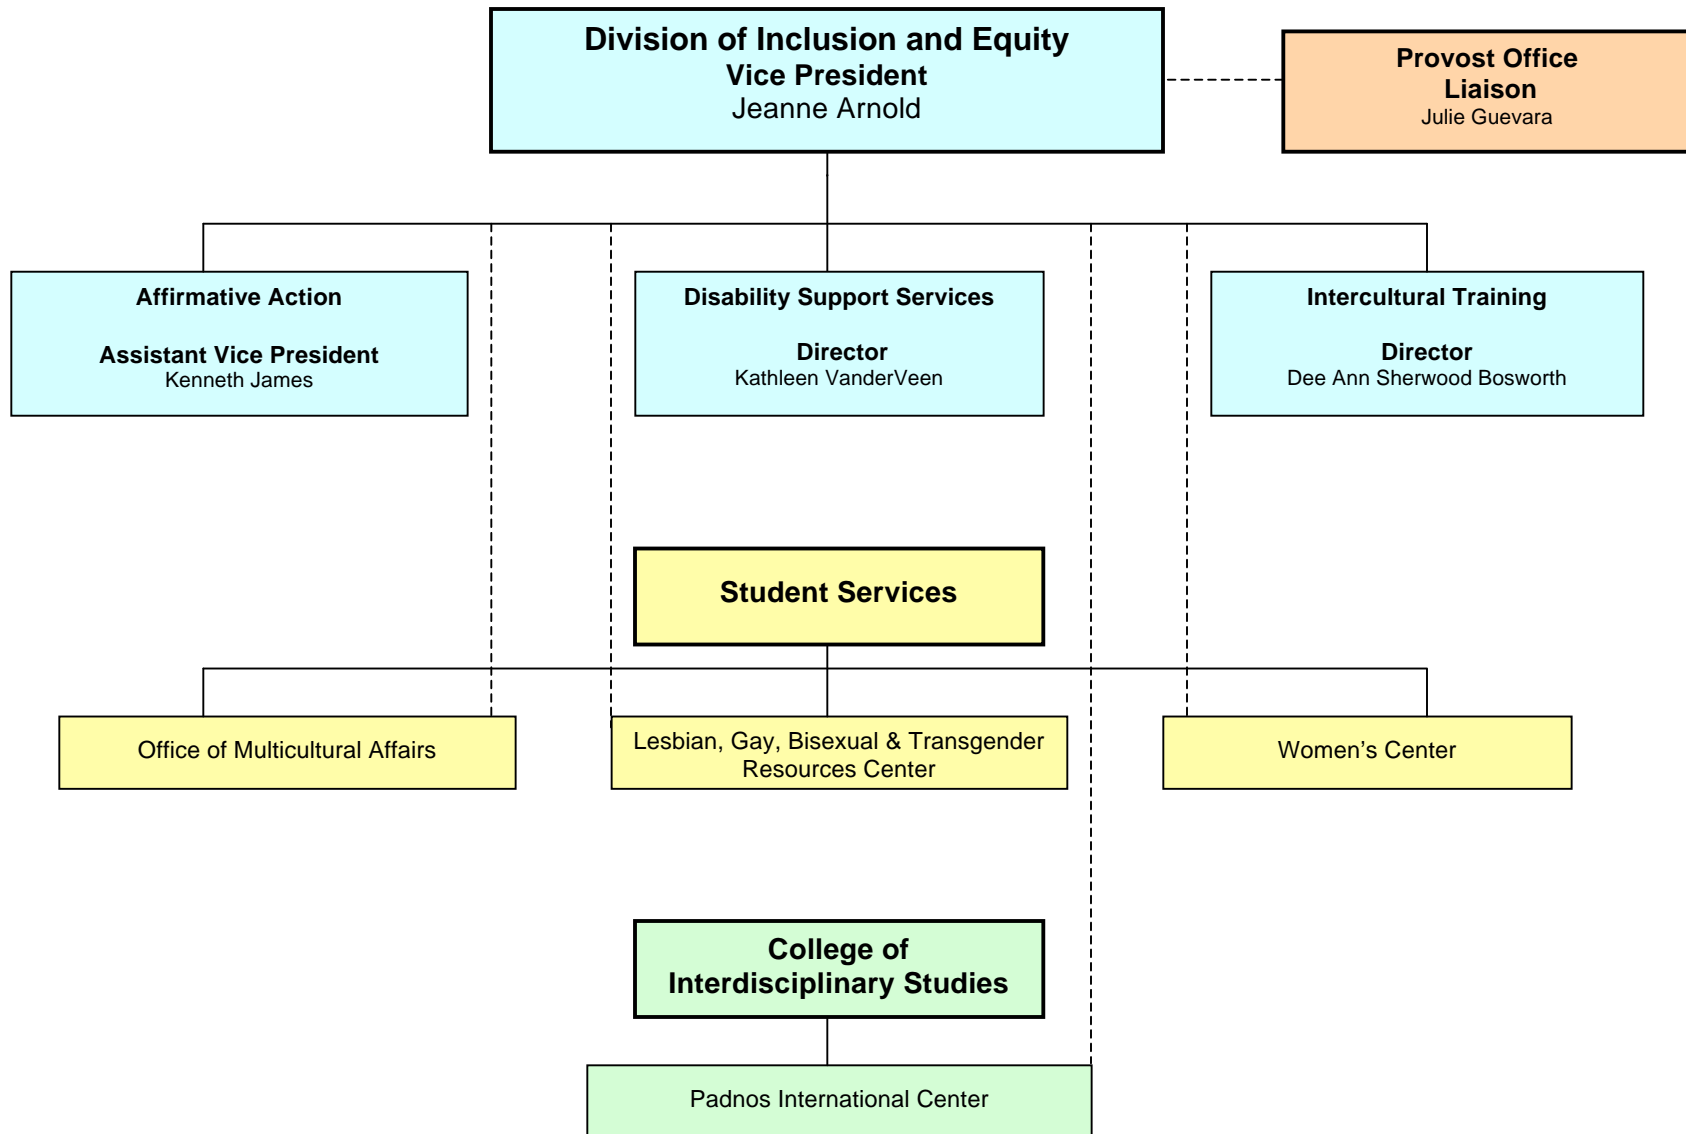 Division of Inclusion and Equity
Vice President
Jeanne Arnold
Provost Office
Liaison
Julie Guevara
Affirmative Action
Assistant Vice President
Kenneth James
Disability Support Services
Director
Kathleen VanderVeen
Intercultural Training
Director
Dee Ann Sherwood Bosworth
Student Services
Office of Multicultural Affairs
Lesbian, Gay, Bisexual & Transgender
Resources Center
Women’s Center
College of
Interdisciplinary Studies
Padnos International Center